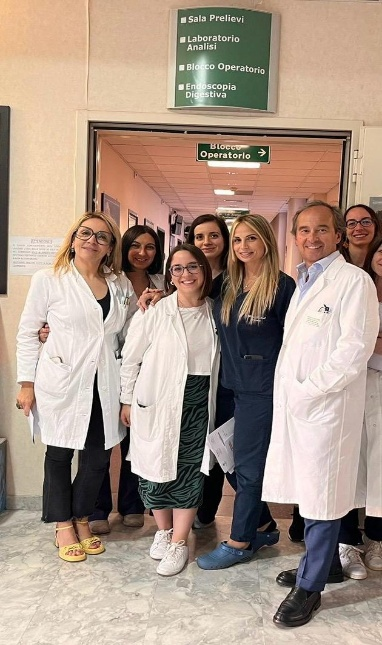 Sala Prelievi
Laboratorio
Analisi
Blocco Operatorio
Endoscopia
Digestiva
Blocco
Operatorio